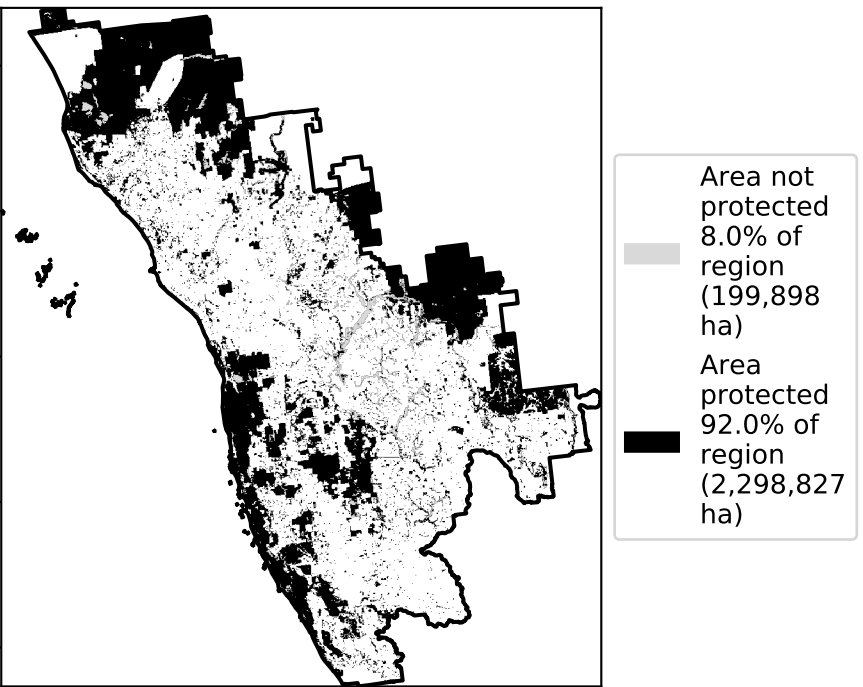 Area not
protected
8.0% of
region
(199,898
ha)
Area
protected
92.0% of
region
(2,298,827
ha)